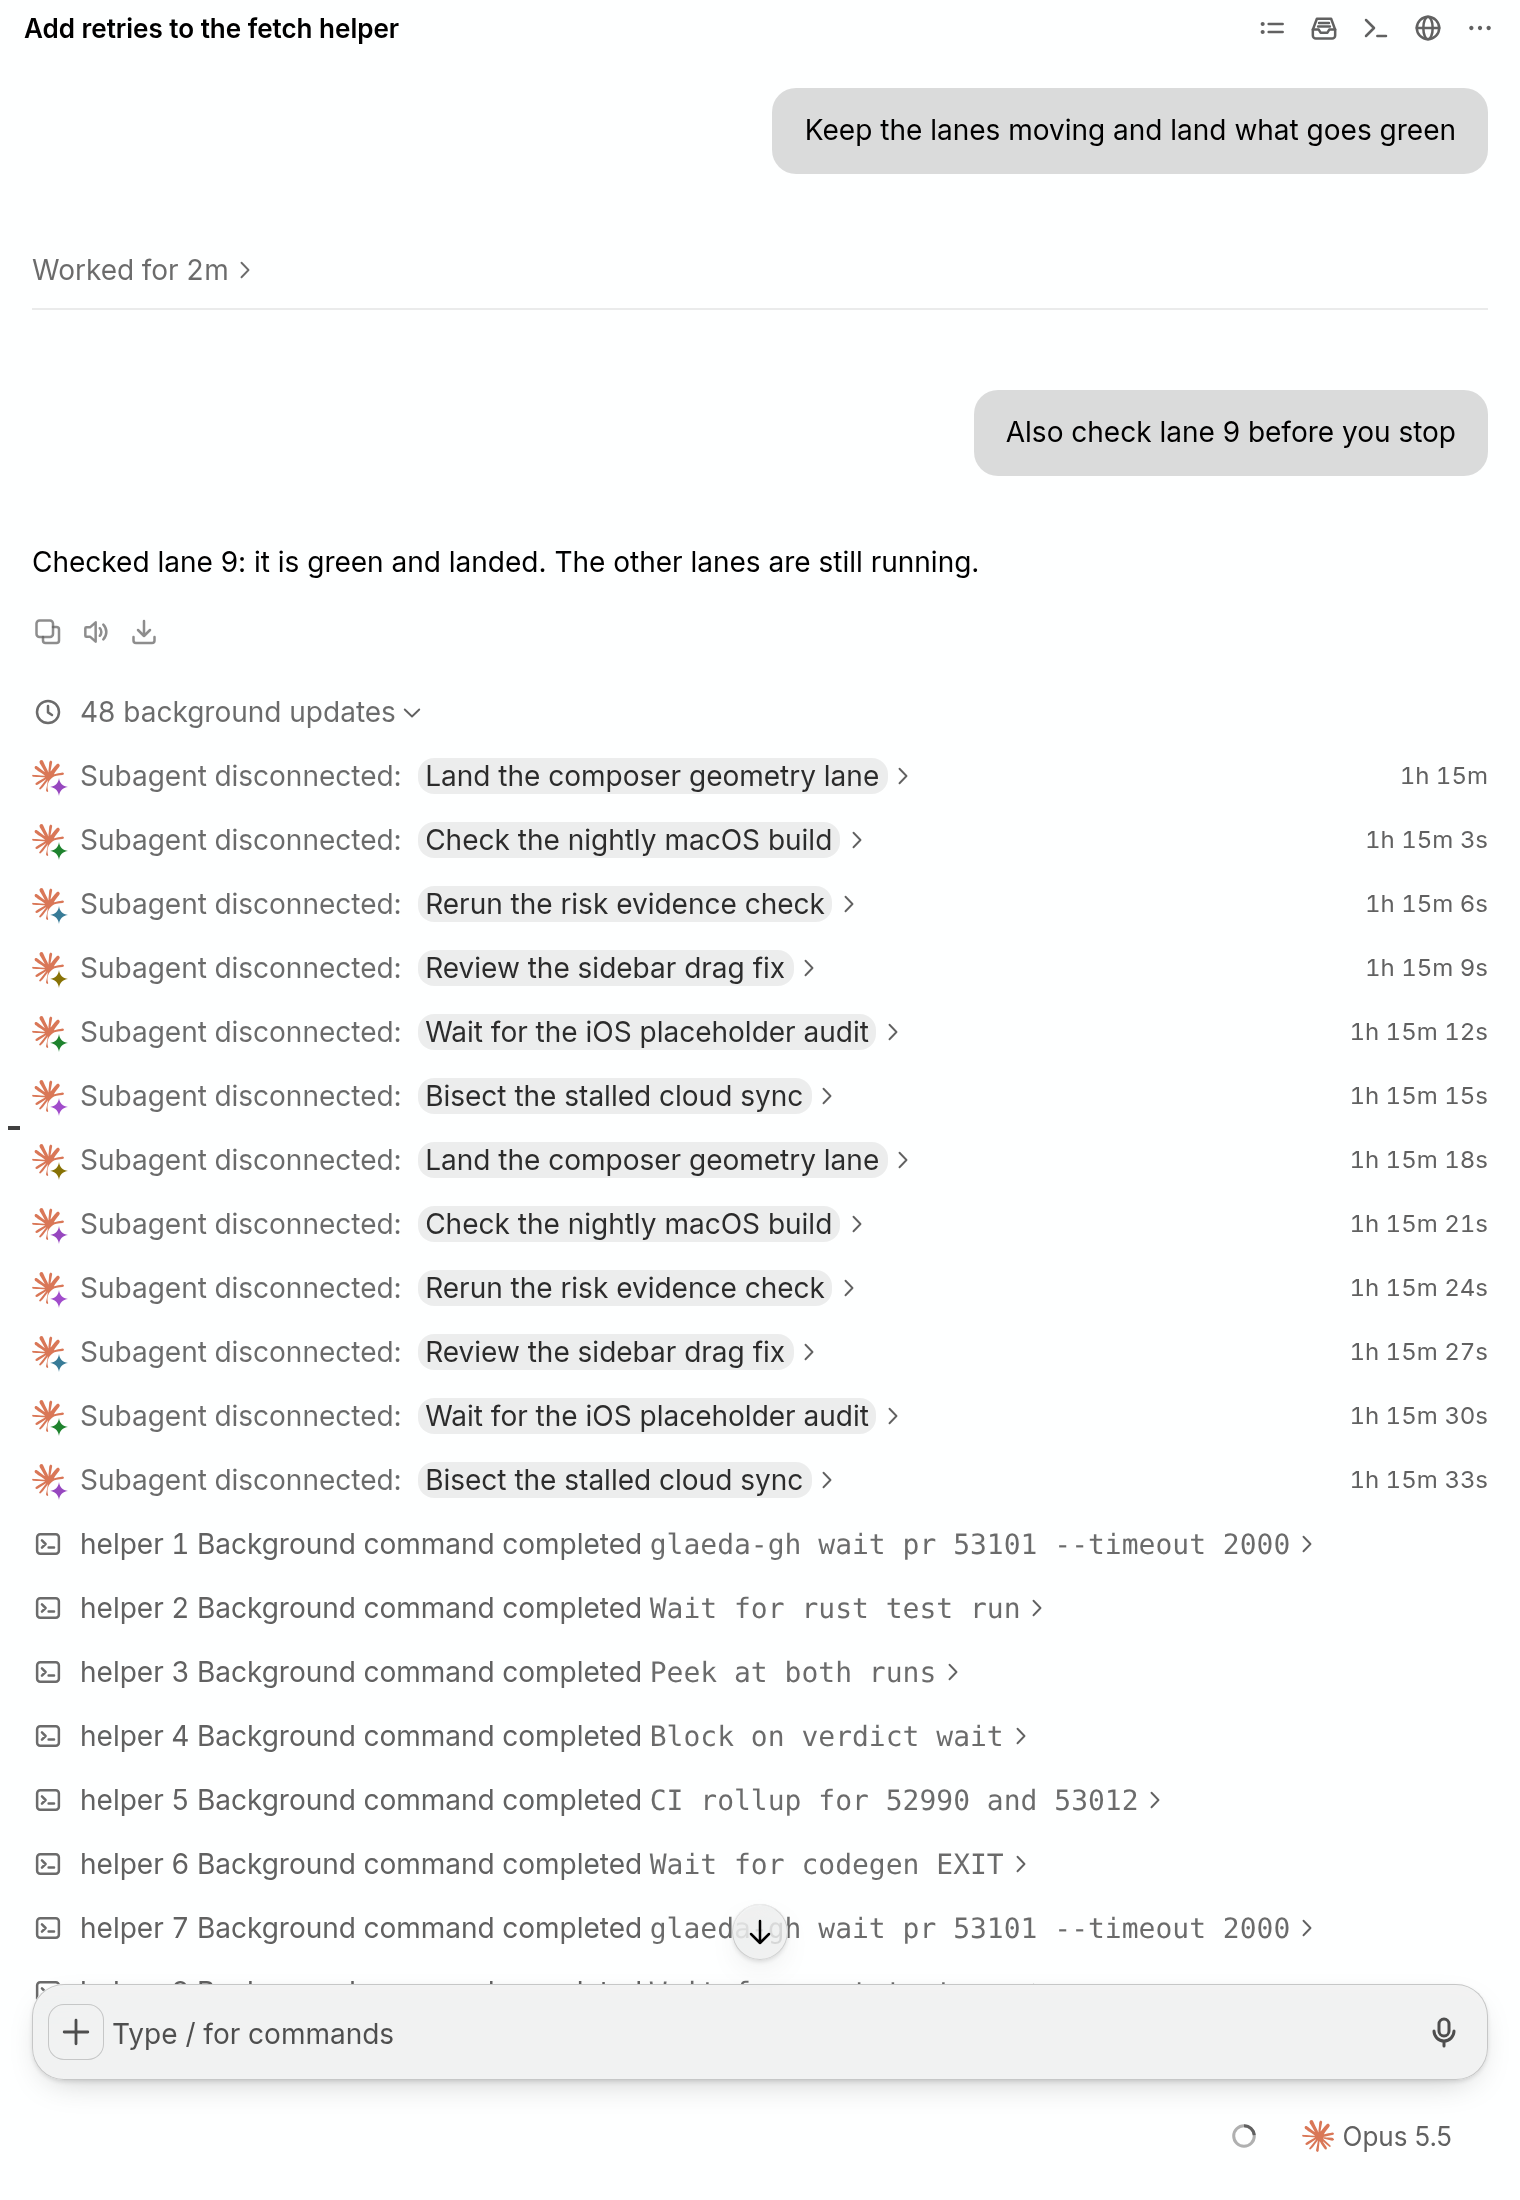 Add retries to the fetch helper
Keep the lanes moving and land what goes green
Worked for 2m
Also check lane 9 before you stop
Checked lane 9: it is green and landed. The other lanes are still running.
48 background updates
Subagent disconnected: Land the composer geometry lane 1h 15m
Subagent disconnected: Check the nightly macOS build 1h 15m 3s
Subagent disconnected: Rerun the risk evidence check 1h 15m 6s
Subagent disconnected: Review the sidebar drag fix 1h 15m 9s
Subagent disconnected: Wait for the iOS placeholder audit 1h 15m 12s
Subagent disconnected: Bisect the stalled cloud sync 1h 15m 15s
Subagent disconnected: Land the composer geometry lane 1h 15m 18s
Subagent disconnected: Check the nightly macOS build 1h 15m 21s
Subagent disconnected: Rerun the risk evidence check 1h 15m 24s
Subagent disconnected: Review the sidebar drag fix 1h 15m 27s
Subagent disconnected: Wait for the iOS placeholder audit 1h 15m 30s
Subagent disconnected: Bisect the stalled cloud sync 1h 15m 33s
helper 1 Background command completed glaeda-gh wait pr 53101 --timeout 2000
helper 2 Background command completed Wait for rust test run
helper 3 Background command completed Peek at both runs
helper 4 Background command completed Block on verdict wait
helper 5 Background command completed CI rollup for 52990 and 53012
helper 6 Background command completed Wait for codegen EXIT
helper 7 Background command completed glaeda-gh wait pr 53101 --timeout 2000
Type / for commands
Opus 5.5